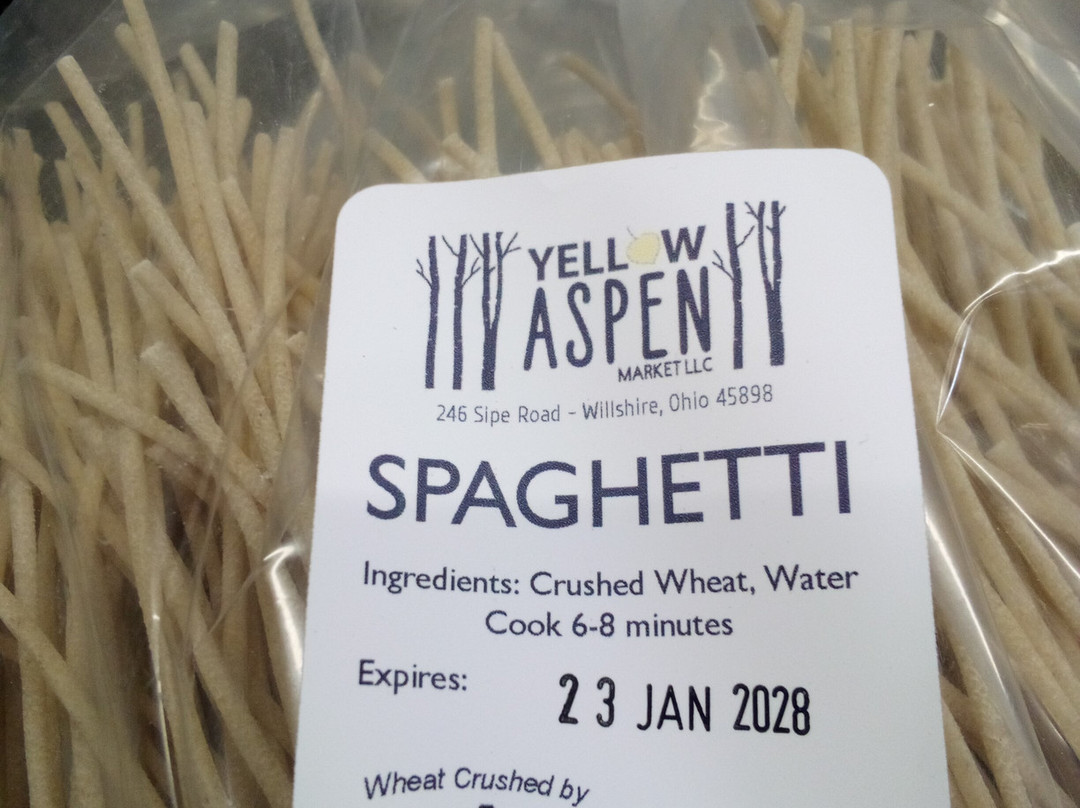 YELLOW
ASPEN
MARKET LLC
246 Sipe Road - Willshire, Ohio 45898
SPAGHETTI
Ingredients: Crushed Wheat, Water
Cook 6-8 minutes
Expires: 23 JAN 2028
Wheat Crushed by